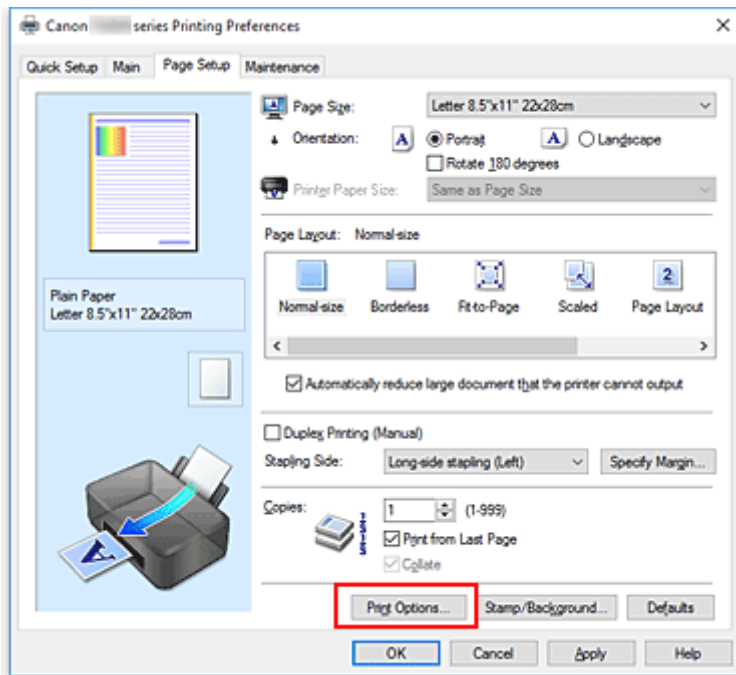 Canon series Printing Preferences
Quick Setup Main Page Setup Maintenance
Page Size: Letter 8.5"x11" 22x28cm
Orientation: A Portrait A Landscape
Rotate 180 degrees
Printer Paper Size: Same as Page Size
Page Layout: Normal-size
2
Normal-size Borderless Fit-to-Page Scaled Page Layout
Plain Paper
Letter 8.5"x11" 22x28cm
Automatically reduce large document that the printer cannot output
Duplex Printing (Manual)
Stapling Side: Long-side stapling (Left) Specify Margin...
Copies: 1 (1-999)
Print from Last Page
Collate
A
Print Options... Stamp/Background... Defaults
OK Cancel Apply Help